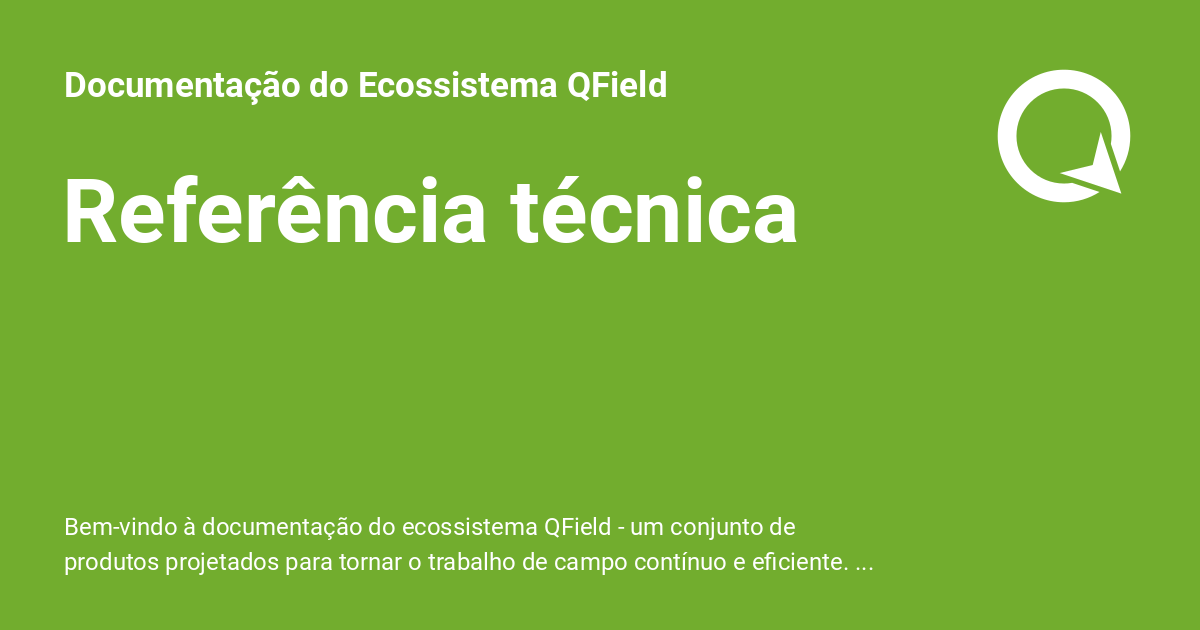 Documentação do Ecossistema QField
Referência técnica
Bem-vindo à documentação do ecossistema QField - um conjunto de
produtos projetados para tornar o trabalho de campo contínuo e eficiente. ...